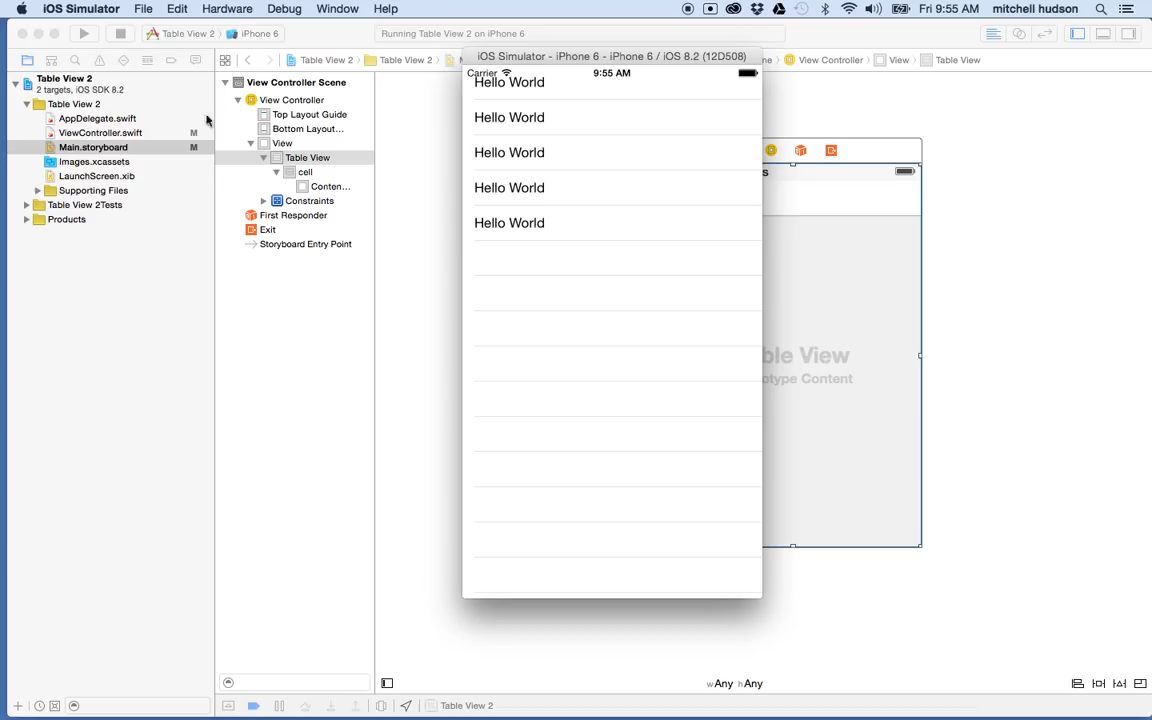 iOS Simulator File Edit Hardware Debug Window Help Fri 9:55 AM mitchell hudson
Table View 2 iPhone 6 Running Table View 2 on iPhone 6
iOS Simulator - iPhone 6 - iPhone 6 / iOS 8.2 (12D508)
Table View 2 Table View 2 View Controller View Table View
Table View 2
2 targets, iOS SDK 8.2
Table View 2
AppDelegate.swift
ViewController.swift M
Main.storyboard M
Images.xcassets
LaunchScreen.xib
Supporting Files
Table View 2Tests
Products
View Controller Scene
View Controller
Top Layout Guide
Bottom Layout...
View
Table View
cell
Conten...
Constraints
First Responder
Exit
Storyboard Entry Point
Carrier 9:55 AM
Hello World
Hello World
Hello World
Hello World
Hello World
ble View
otype Content
wAny hAny
Table View 2